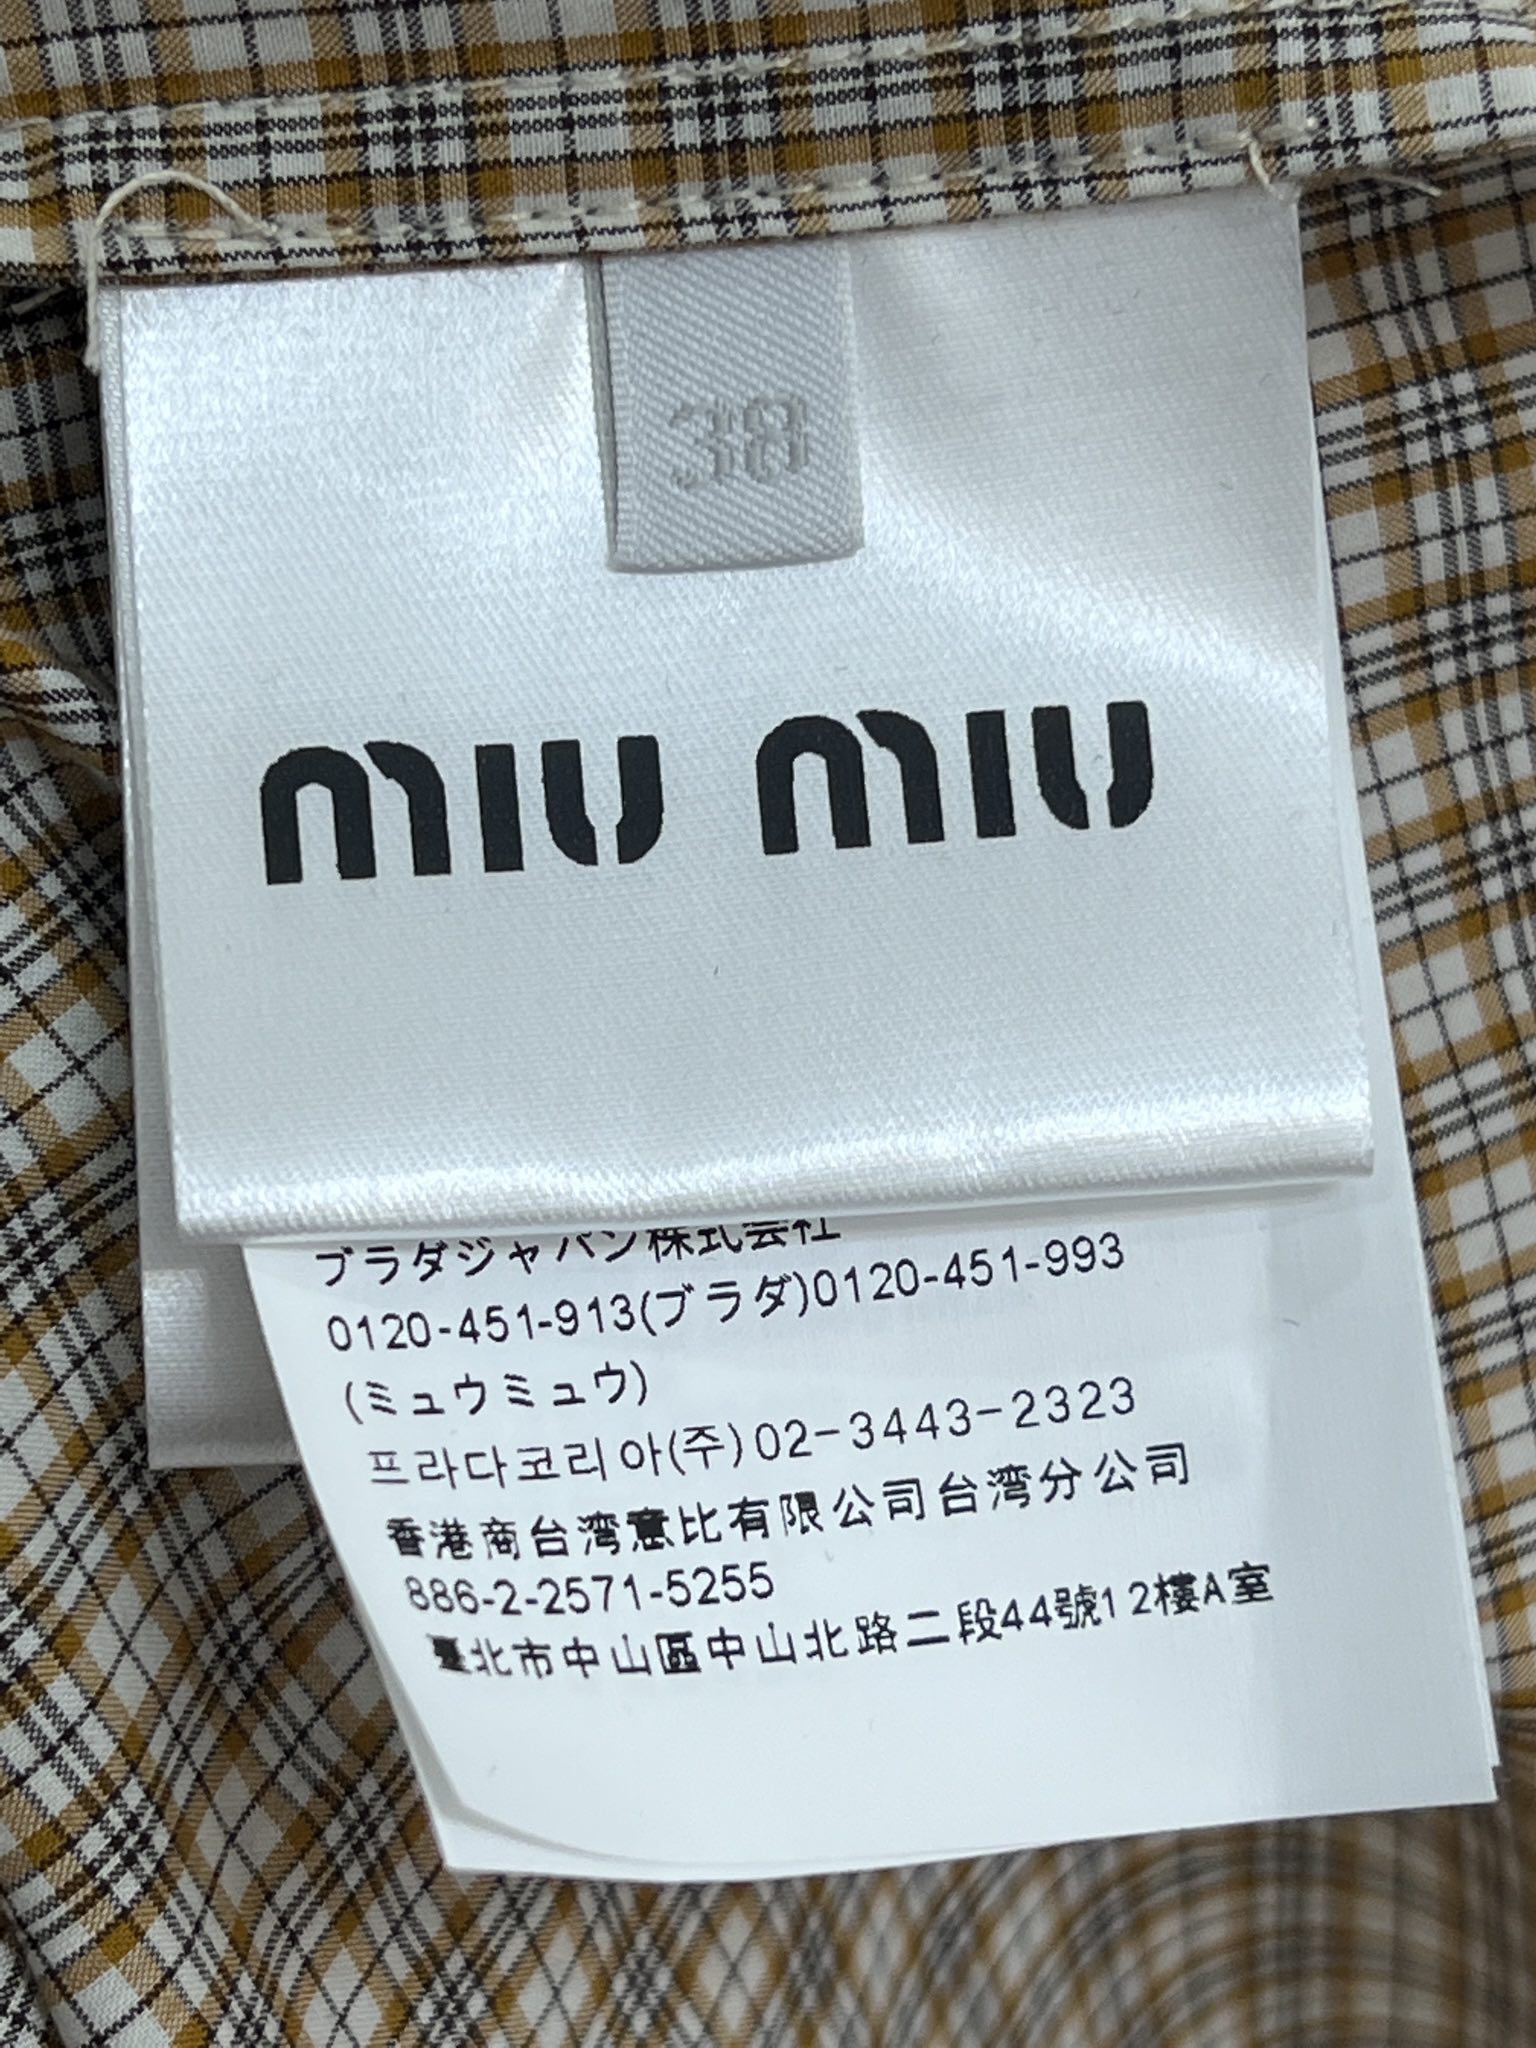 38
miu miu
プラダジャパン株式会社
0120-451-913(プラダ)0120-451-993
(ミュウミュウ)
프라다코리아(주)02-3443-2323
香港商台湾意比有限公司台湾分公司
886-2-2571-5255
臺北市中山區中山北路二段44號12樓A室